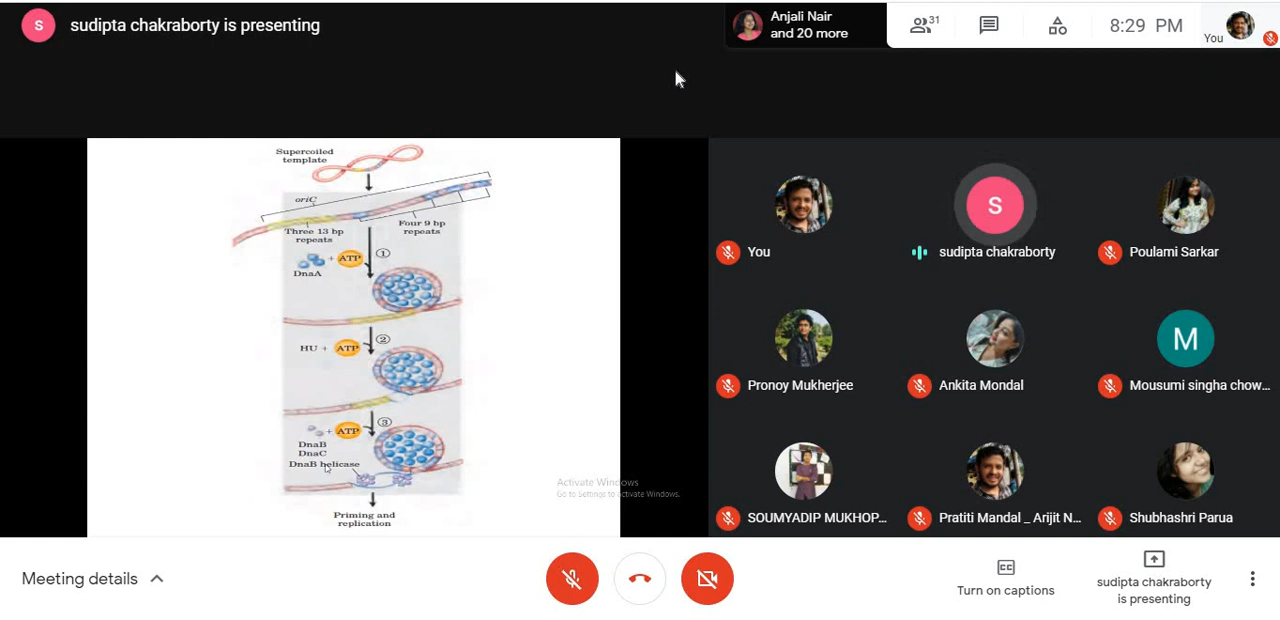 S
sudipta chakraborty is presenting
Anjali Nair
and 20 more
31
8:29 PM
You
Supercoiled
template
oriC
Three 13 bp
repeats
Four 9 bp
repeats
DnaA
+ ATP
1
HU + ATP
2
+ ATP
3
DnaB
DnaC
DnaB helicase
Priming and
replication
Activate Windows
Go to Settings to activate Windows.
You
S
sudipta chakraborty
Poulami Sarkar
Pronoy Mukherjee
Ankita Mondal
M
Mousumi singha chow...
SOUMYADIP MUKHOP...
Pratiti Mandal _ Arijit N...
Shubhashri Parua
Meeting details
CC
Turn on captions
sudipta chakraborty
is presenting